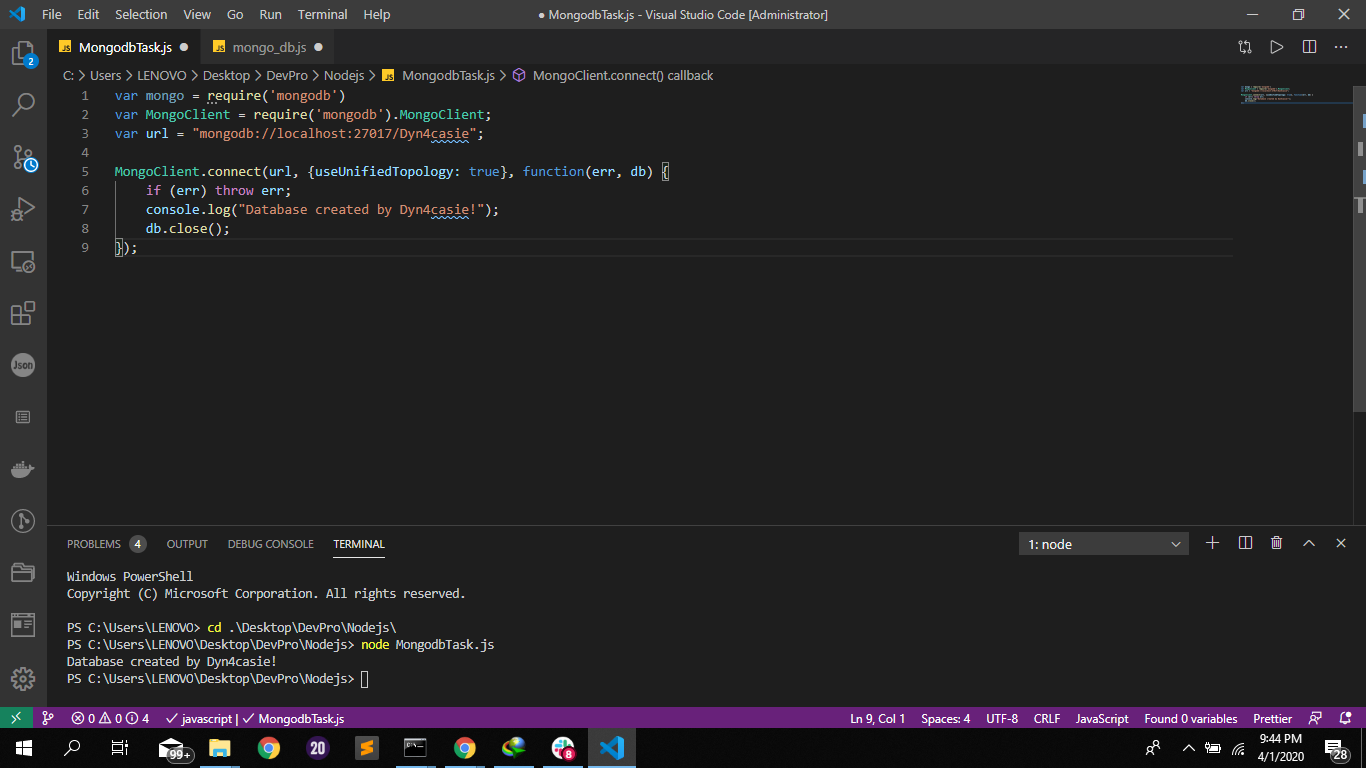 File Edit Selection View Go Run Terminal Help
● MongodbTask.js - Visual Studio Code [Administrator]
JS MongodbTask.js ●
JS mongo_db.js ●
C: > Users > LENOVO > Desktop > DevPro > Nodejs > JS MongodbTask.js > MongoClient.connect() callback
1 var mongo = require('mongodb')
2 var MongoClient = require('mongodb').MongoClient;
3 var url = "mongodb://localhost:27017/Dyn4casie";
4
5 MongoClient.connect(url, {useUnifiedTopology: true}, function(err, db) {
6 if (err) throw err;
7 console.log("Database created by Dyn4casie!");
8 db.close();
9 });
2
Json
PROBLEMS 4 OUTPUT DEBUG CONSOLE TERMINAL
1: node
Windows PowerShell
Copyright (C) Microsoft Corporation. All rights reserved.
PS C:\Users\LENOVO> cd .\Desktop\DevPro\Nodejs\
PS C:\Users\LENOVO\Desktop\DevPro\Nodejs> node MongodbTask.js
Database created by Dyn4casie!
PS C:\Users\LENOVO\Desktop\DevPro\Nodejs>
0 0 4 javascript | MongodbTask.js
Ln 9, Col 1 Spaces: 4 UTF-8 CRLF JavaScript Found 0 variables Prettier
99+
20
8
9:44 PM
4/1/2020
28